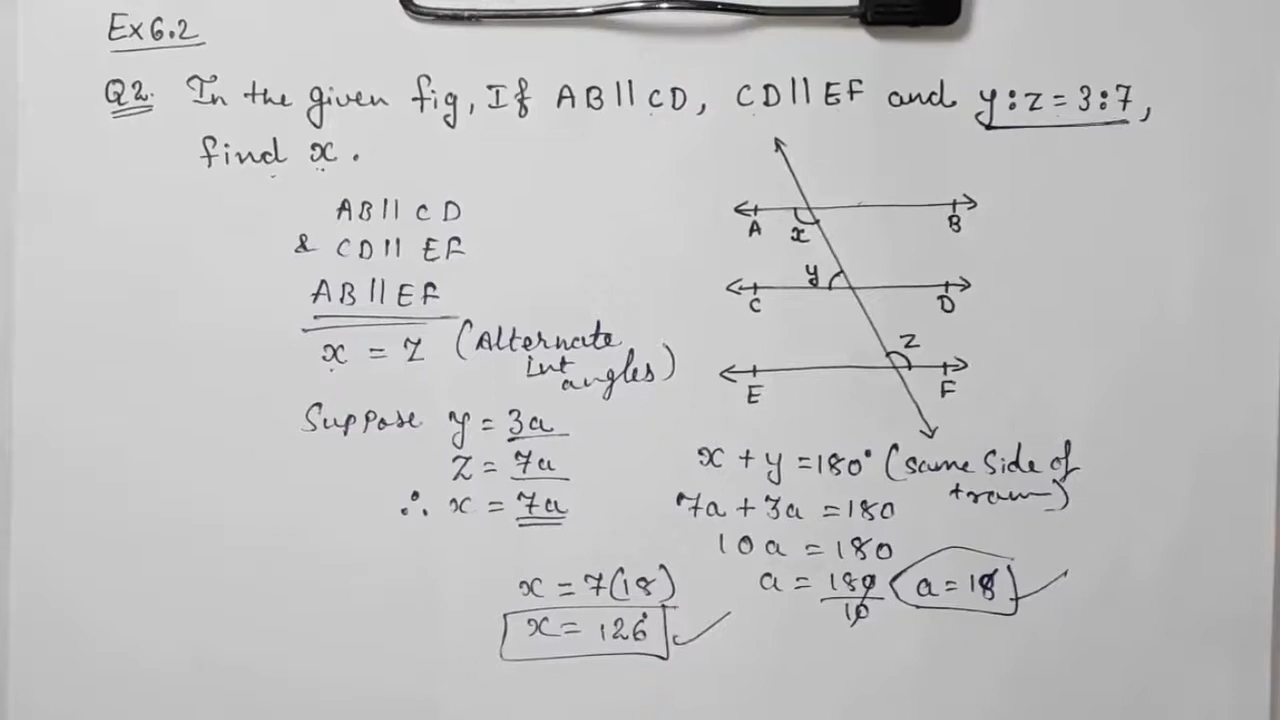 Ex 6.2
Q2. In the given fig, If AB || CD, CD || EF and y : z = 3 : 7,
find x.
AB || CD
& CD || EF
AB || EF
x = z (Alternate
int
angles)
Suppose y = 3a
z = 7a
∴ x = 7a
x = 7(18)
x = 126°
A
B
x
y
C
D
z
E
F
x + y = 180° (same side of
7a + 3a = 180
10a = 180
a = 180/10
a = 18